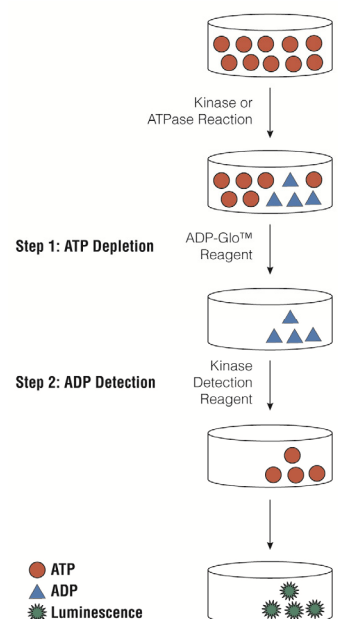 Kinase or
ATPase Reaction
Step 1: ATP Depletion
ADP-Glo™
Reagent
Step 2: ADP Detection
Kinase
Detection
Reagent
ATP
ADP
Luminescence